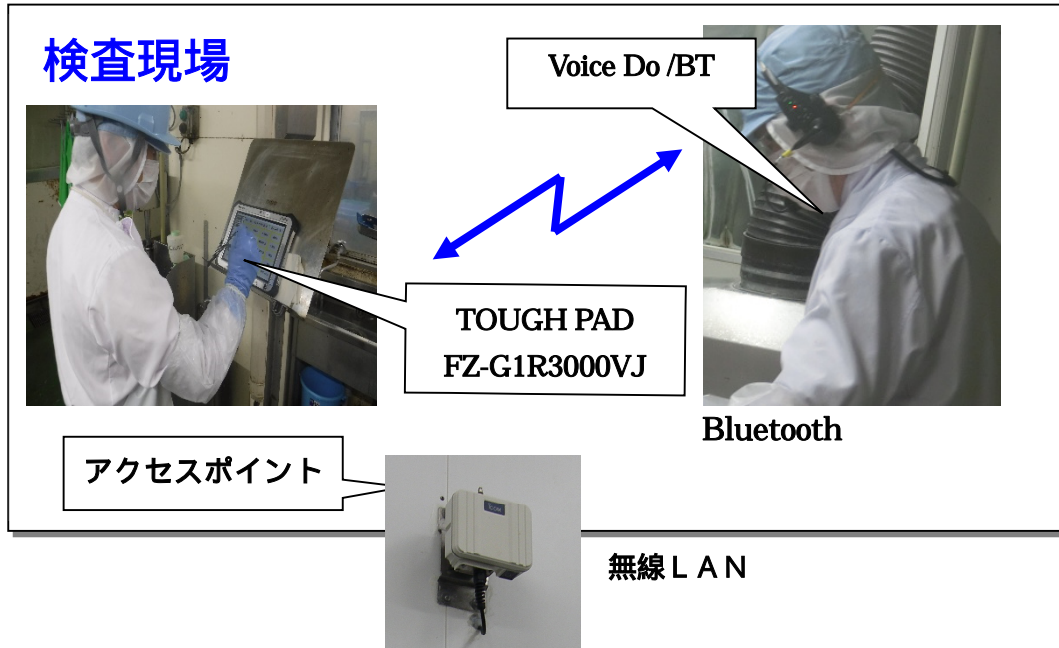 検査現場
Voice Do /BT
TOUGH PAD
FZ-G1R3000VJ
Bluetooth
アクセスポイント
無線ＬＡＮ